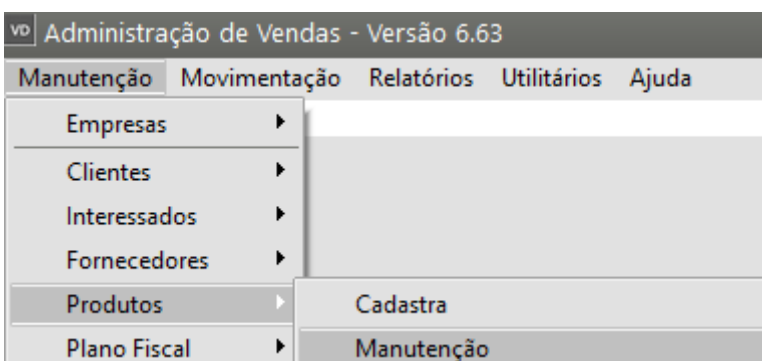 VD Administração de Vendas - Versão 6.63
Manutenção Movimentação Relatórios Utilitários Ajuda
Empresas
Clientes
Interessados
Fornecedores
Produtos Cadastra
Plano Fiscal Manutenção